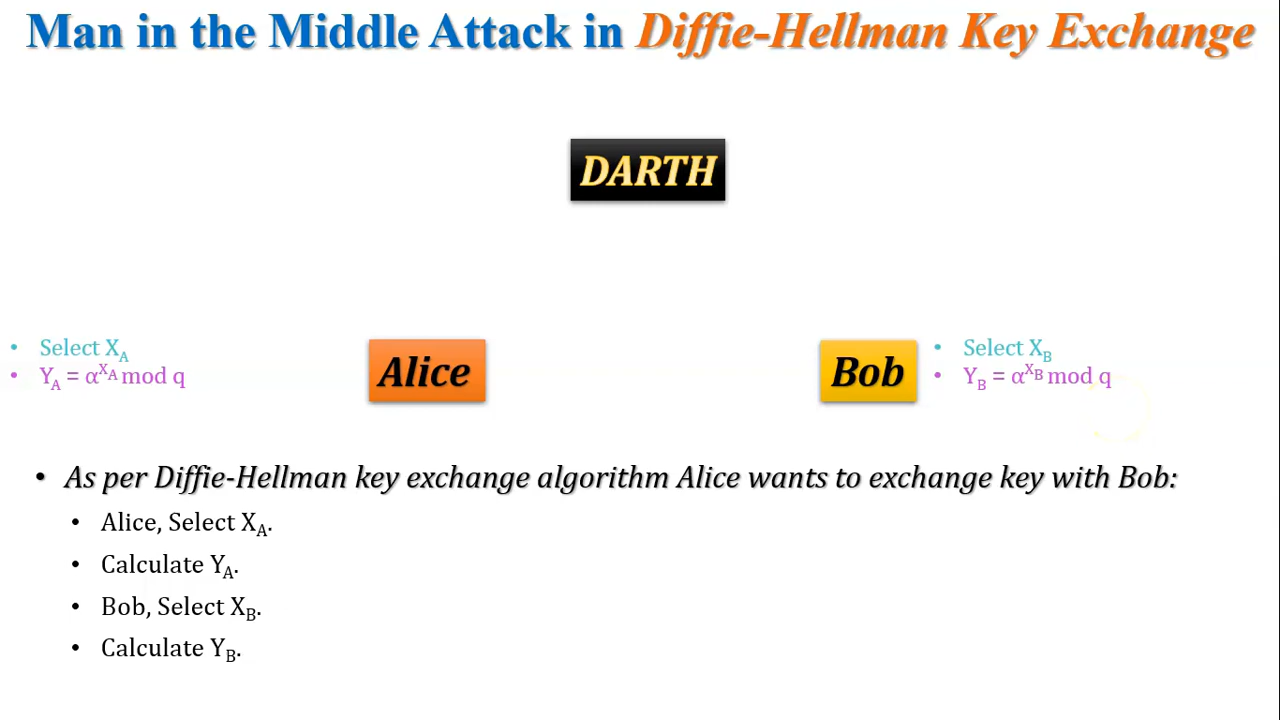 Man in the Middle Attack in Diffie-Hellman Key Exchange
DARTH
• Select X_A
• Y_A = α^X_A mod q
Alice
Bob
• Select X_B
• Y_B = α^X_B mod q
• As per Diffie-Hellman key exchange algorithm Alice wants to exchange key with Bob:
• Alice, Select X_A.
• Calculate Y_A.
• Bob, Select X_B.
• Calculate Y_B.